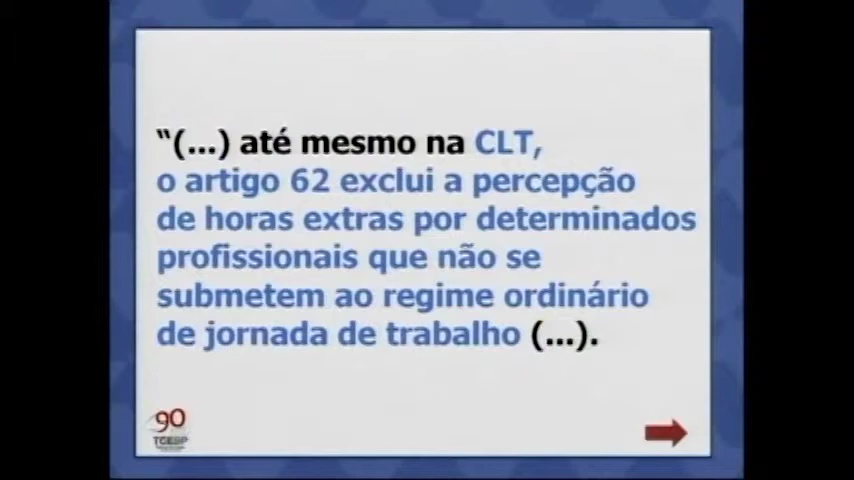 “(...) até mesmo na CLT,
o artigo 62 exclui a percepção
de horas extras por determinados
profissionais que não se
submetem ao regime ordinário
de jornada de trabalho (...).
90
TCESP